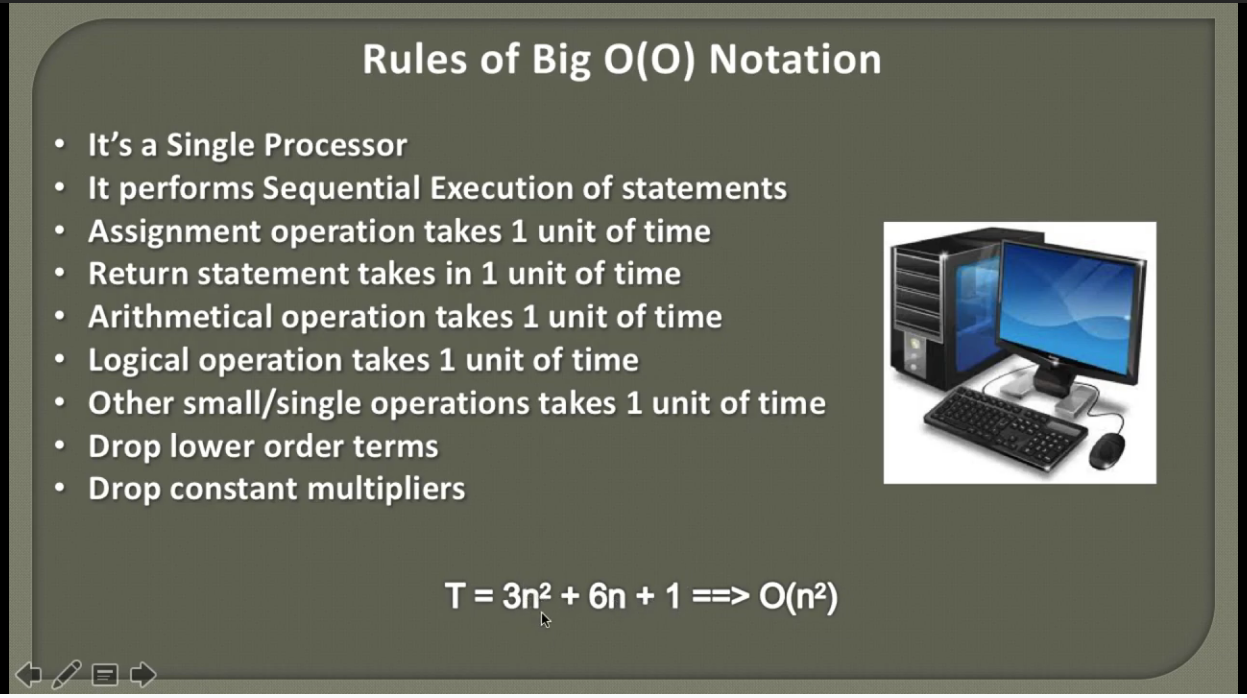 Rules of Big O(O) Notation
• It’s a Single Processor
• It performs Sequential Execution of statements
• Assignment operation takes 1 unit of time
• Return statement takes in 1 unit of time
• Arithmetical operation takes 1 unit of time
• Logical operation takes 1 unit of time
• Other small/single operations takes 1 unit of time
• Drop lower order terms
• Drop constant multipliers
T = 3n² + 6n + 1 ==> O(n²)